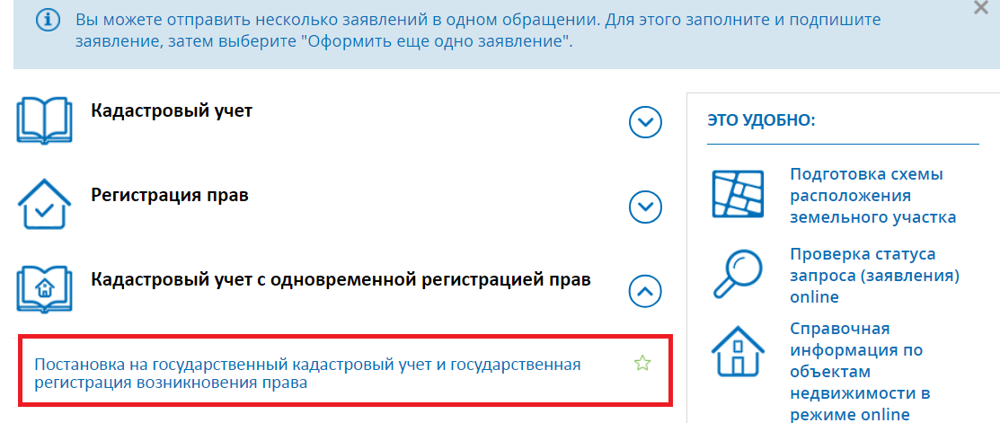 Вы можете отправить несколько заявлений в одном обращении. Для этого заполните и подпишите
заявление, затем выберите "Оформить еще одно заявление".
Кадастровый учет
Регистрация прав
Кадастровый учет с одновременной регистрацией прав
Постановка на государственный кадастровый учет и государственная
регистрация возникновения права
ЭТО УДОБНО:
Подготовка схемы
расположения
земельного участка
Проверка статуса
запроса (заявления)
online
Справочная
информация по
объектам
недвижимости в
режиме online